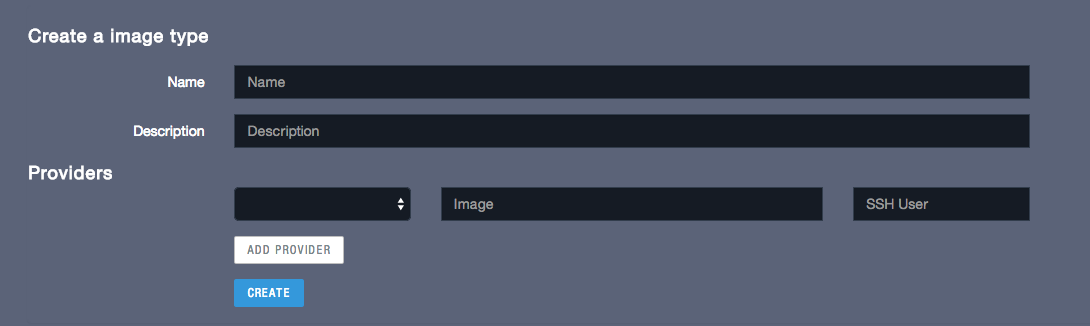 Create a image type
Name Name
Description Description
Providers
Image SSH User
ADD PROVIDER
CREATE